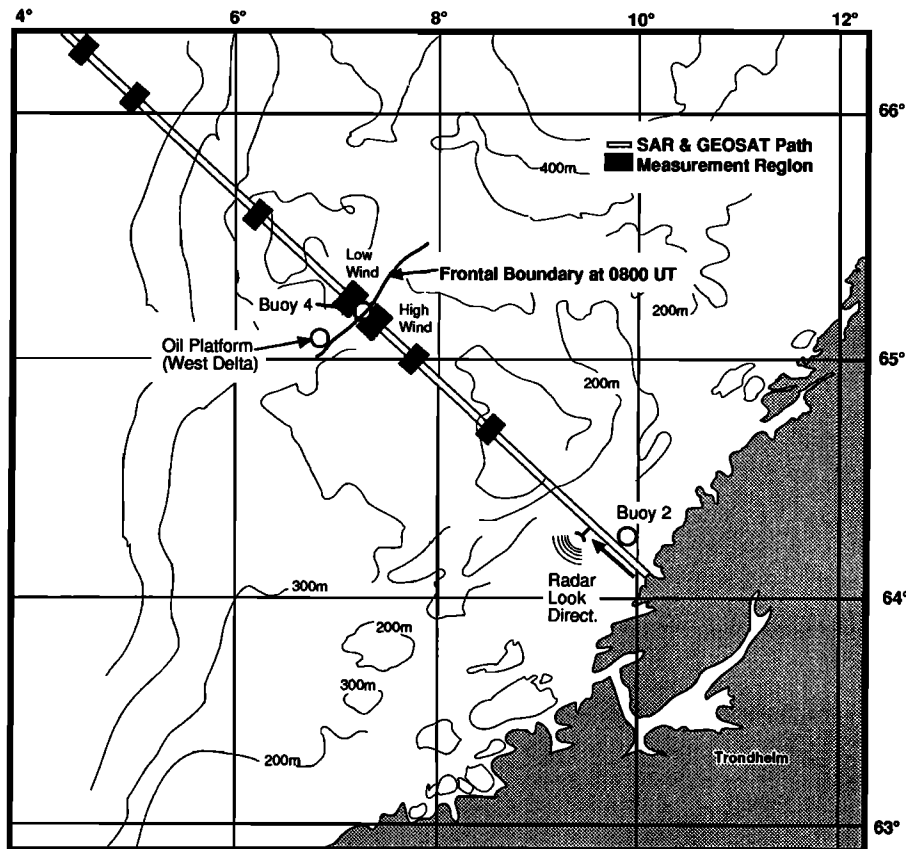 4° 6° 8° 10° 12°
66°
SAR & GEOSAT Path
Measurement Region
400m
Low
Wind
Frontal Boundary at 0800 UT
Buoy 4
High
Wind
200m
Oil Platform
(West Delta)
65°
200m
Buoy 2
Radar
Look
Direct.
64°
300m
200m
300m
200m
Trondheim
63°